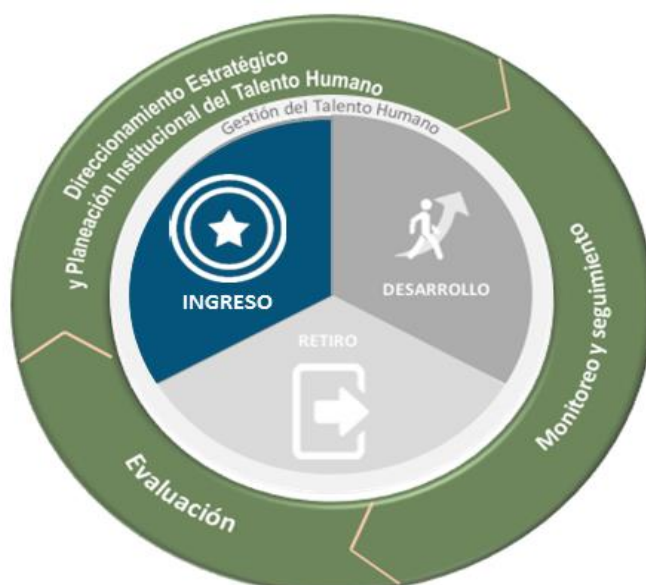 Direccionamiento Estratégico
y Planeación Institucional del Talento Humano
Gestión del Talento Humano
INGRESO
DESARROLLO
RETIRO
Monitoreo y seguimiento
Evaluación